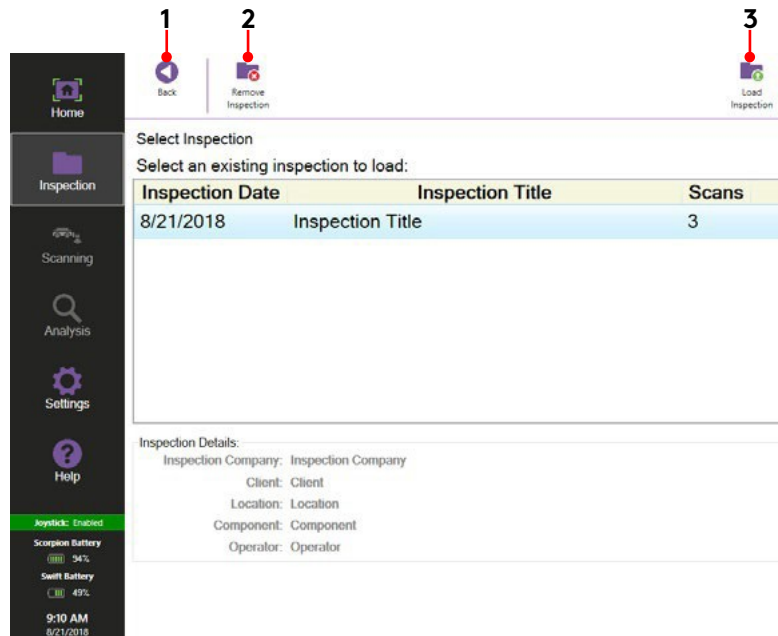 1 2 3
Home
Back
Remove
Inspection
Load
Inspection
Inspection
Scanning
Analysis
Settings
Help
Joystick: Enabled
Scorpion Battery
94%
Swift Battery
49%
9:10 AM
8/21/2018
Select Inspection
Select an existing inspection to load:
Inspection Date Inspection Title Scans
8/21/2018 Inspection Title 3
Inspection Details:
Inspection Company: Inspection Company
Client: Client
Location: Location
Component: Component
Operator: Operator